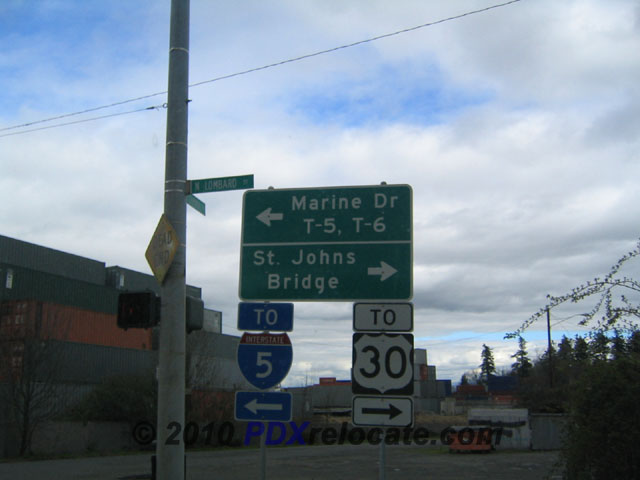 N LOMBARD
Marine Dr
T-5, T-6
St. Johns
Bridge
TO
INTERSTATE
5
TO
30
© 2010 PDXrelocate.com